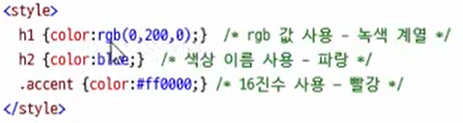 <style>
h1 {color:rgb(0,200,0);} /* rgb 값 사용 – 녹색 계열 */
h2 {color:blue;} /* 색상 이름 사용 – 파랑 */
.accent {color:#ff0000;} /* 16진수 사용 – 빨강 */
</style>